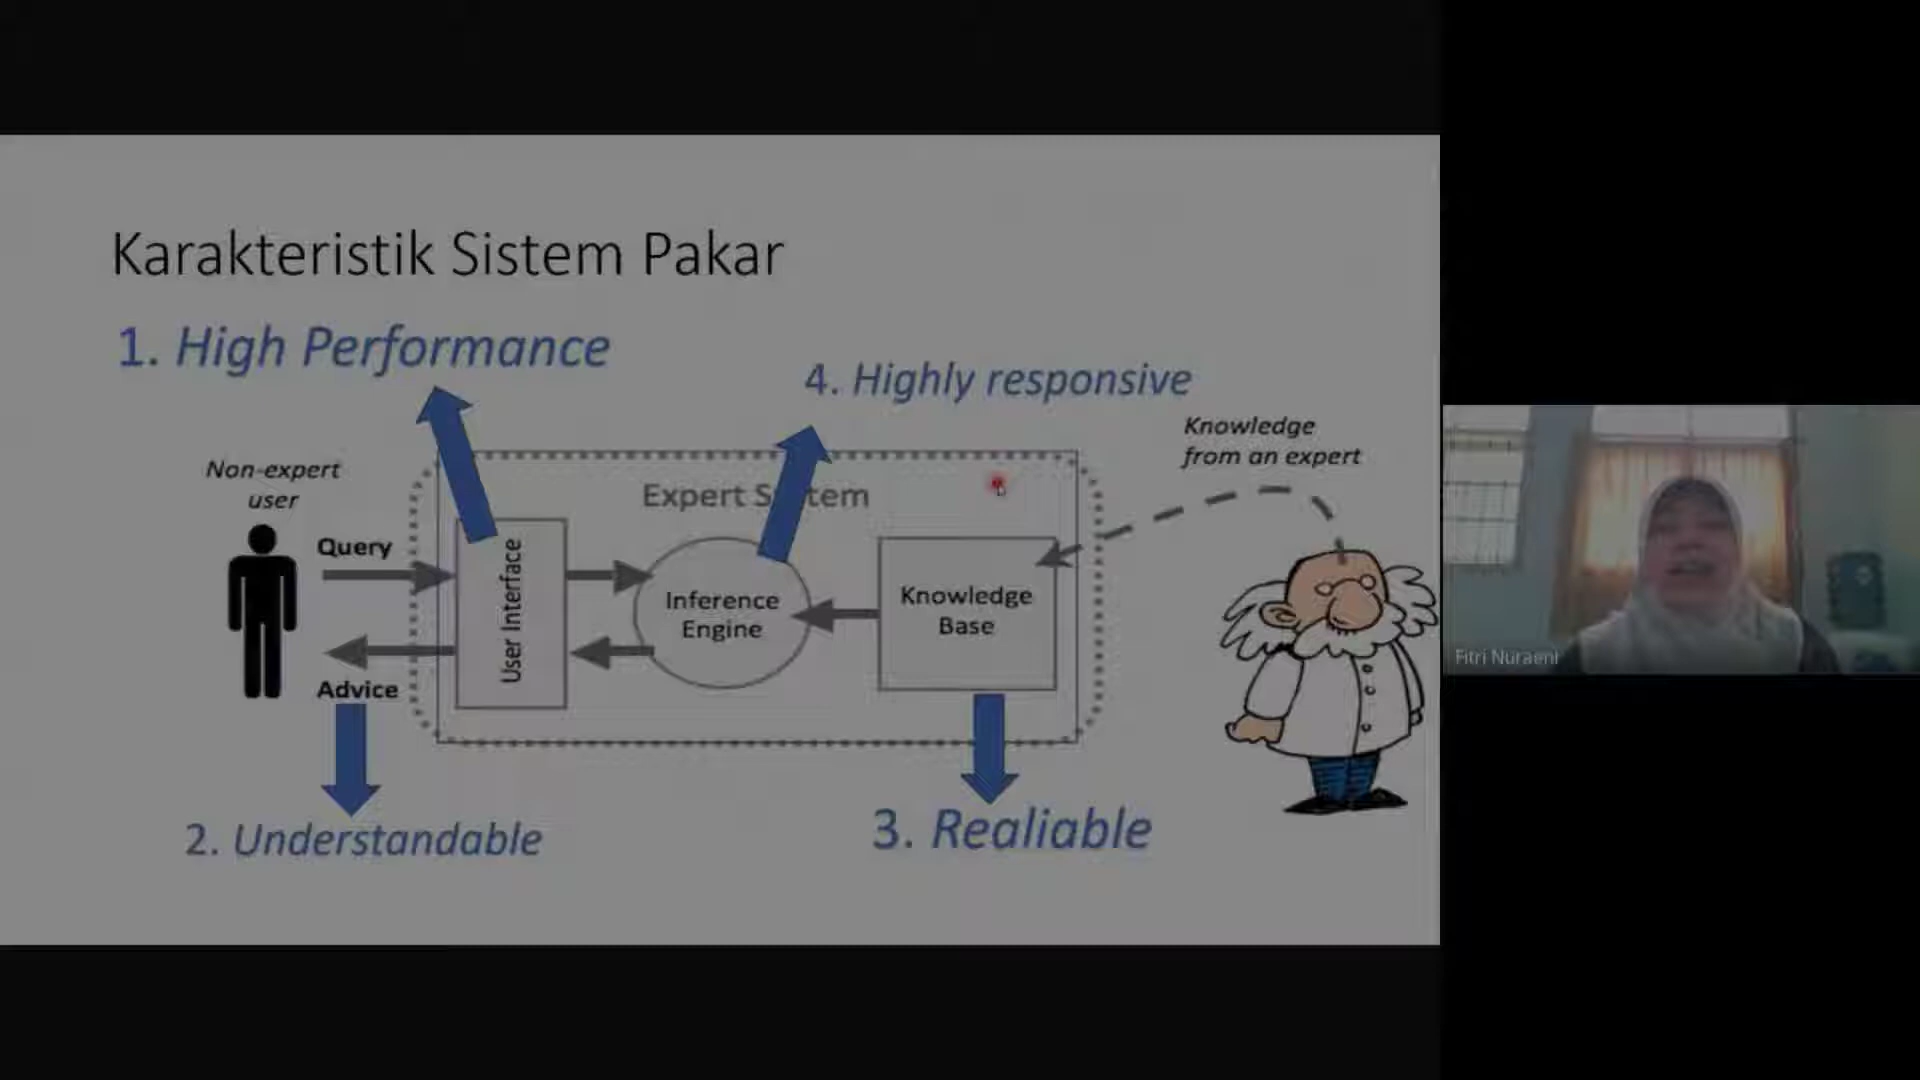 Karakteristik Sistem Pakar
1. High Performance
4. Highly responsive
Knowledge
from an expert
Non-expert
user
Expert S tem
Query
User Interface
Inference
Engine
Knowledge
Base
Advice
2. Understandable
3. Realiable
Fitri Nuraeni